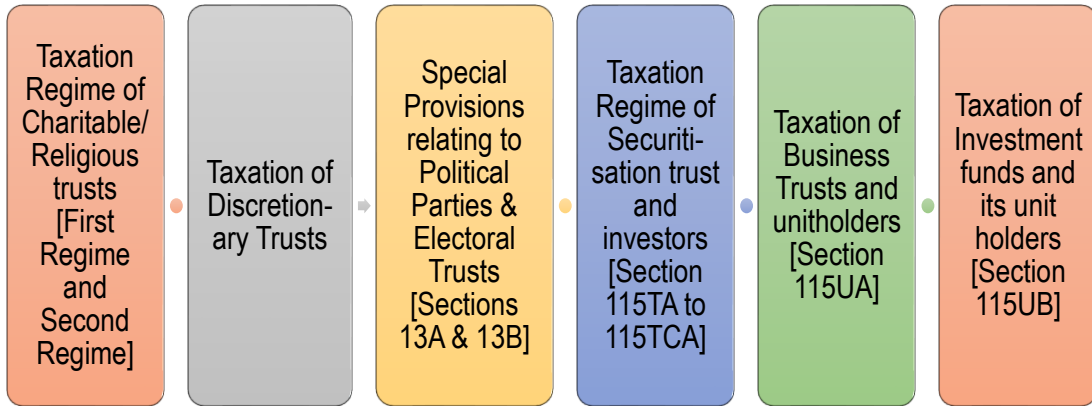 Taxation
Regime of
Charitable/
Religious
trusts
[First
Regime
and
Second
Regime]
Taxation of
Discretion-
ary Trusts
Special
Provisions
relating to
Political
Parties &
Electoral
Trusts
[Sections
13A & 13B]
Taxation
Regime of
Securiti-
sation trust
and
investors
[Section
115TA to
115TCA]
Taxation of
Business
Trusts and
unitholders
[Section
115UA]
Taxation of
Investment
funds and
its unit
holders
[Section
115UB]